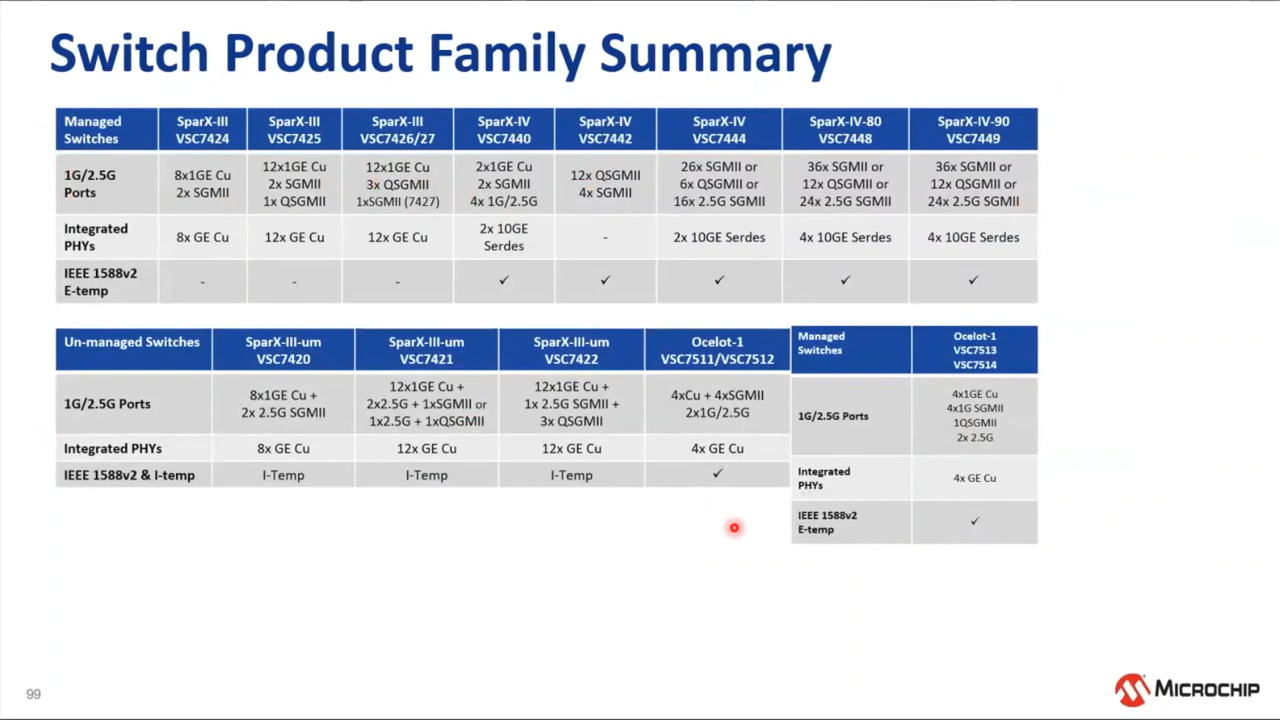 Switch Product Family Summary
Managed Switches | SparX-III VSC7424 | SparX-III VSC7425 | SparX-III VSC7426/27 | SparX-IV VSC7440 | SparX-IV VSC7442 | SparX-IV VSC7444 | SparX-IV-80 VSC7448 | SparX-IV-90 VSC7449
1G/2.5G Ports | 8x1GE Cu 2x SGMII | 12x1GE Cu 2x SGMII 1x QSGMII | 12x1GE Cu 3x QSGMII 1xSGMII (7427) | 2x1GE Cu 2x SGMII 4x 1G/2.5G | 12x QSGMII 4x SGMII | 26x SGMII or 6x QSGMII or 16x 2.5G SGMII | 36x SGMII or 12x QSGMII or 24x 2.5G SGMII | 36x SGMII or 12x QSGMII or 24x 2.5G SGMII
Integrated PHYs | 8x GE Cu | 12x GE Cu | 12x GE Cu | 2x 10GE Serdes | - | 2x 10GE Serdes | 4x 10GE Serdes | 4x 10GE Serdes
IEEE 1588v2 E-temp | - | - | - | ✓ | ✓ | ✓ | ✓ | ✓
Un-managed Switches | SparX-III-um VSC7420 | SparX-III-um VSC7421 | SparX-III-um VSC7422 | Ocelot-1 VSC7511/VSC7512
1G/2.5G Ports | 8x1GE Cu + 2x 2.5G SGMII | 12x1GE Cu + 2x2.5G + 1xSGMII or 1x2.5G + 1xQSGMII | 12x1GE Cu + 1x 2.5G SGMII + 3x QSGMII | 4xCu + 4xSGMII 2x1G/2.5G
Integrated PHYs | 8x GE Cu | 12x GE Cu | 12x GE Cu | 4x GE Cu
IEEE 1588v2 & I-temp | I-Temp | I-Temp | I-Temp | ✓
Managed Switches | Ocelot-1 VSC7513 VSC7514
1G/2.5G Ports | 4x1GE Cu 4x1G SGMII 1QSGMII 2x 2.5G
Integrated PHYs | 4x GE Cu
IEEE 1588v2 E-temp | ✓
99
MICROCHIP